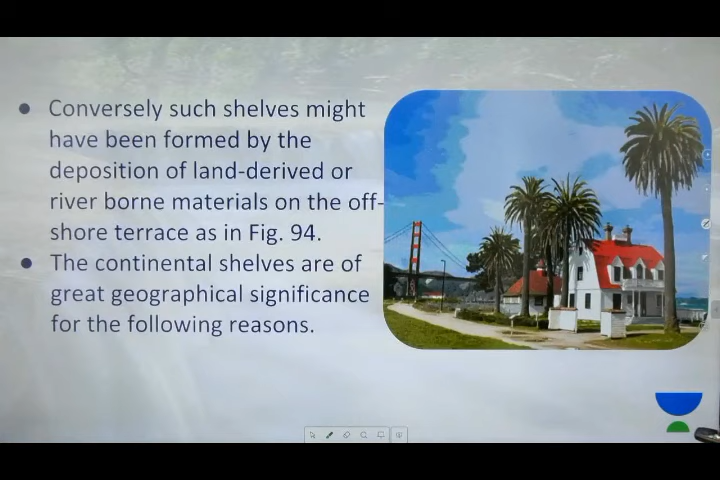 Conversely such shelves might
have been formed by the
deposition of land-derived or
river borne materials on the off-
shore terrace as in Fig. 94.
The continental shelves are of
great geographical significance
for the following reasons.